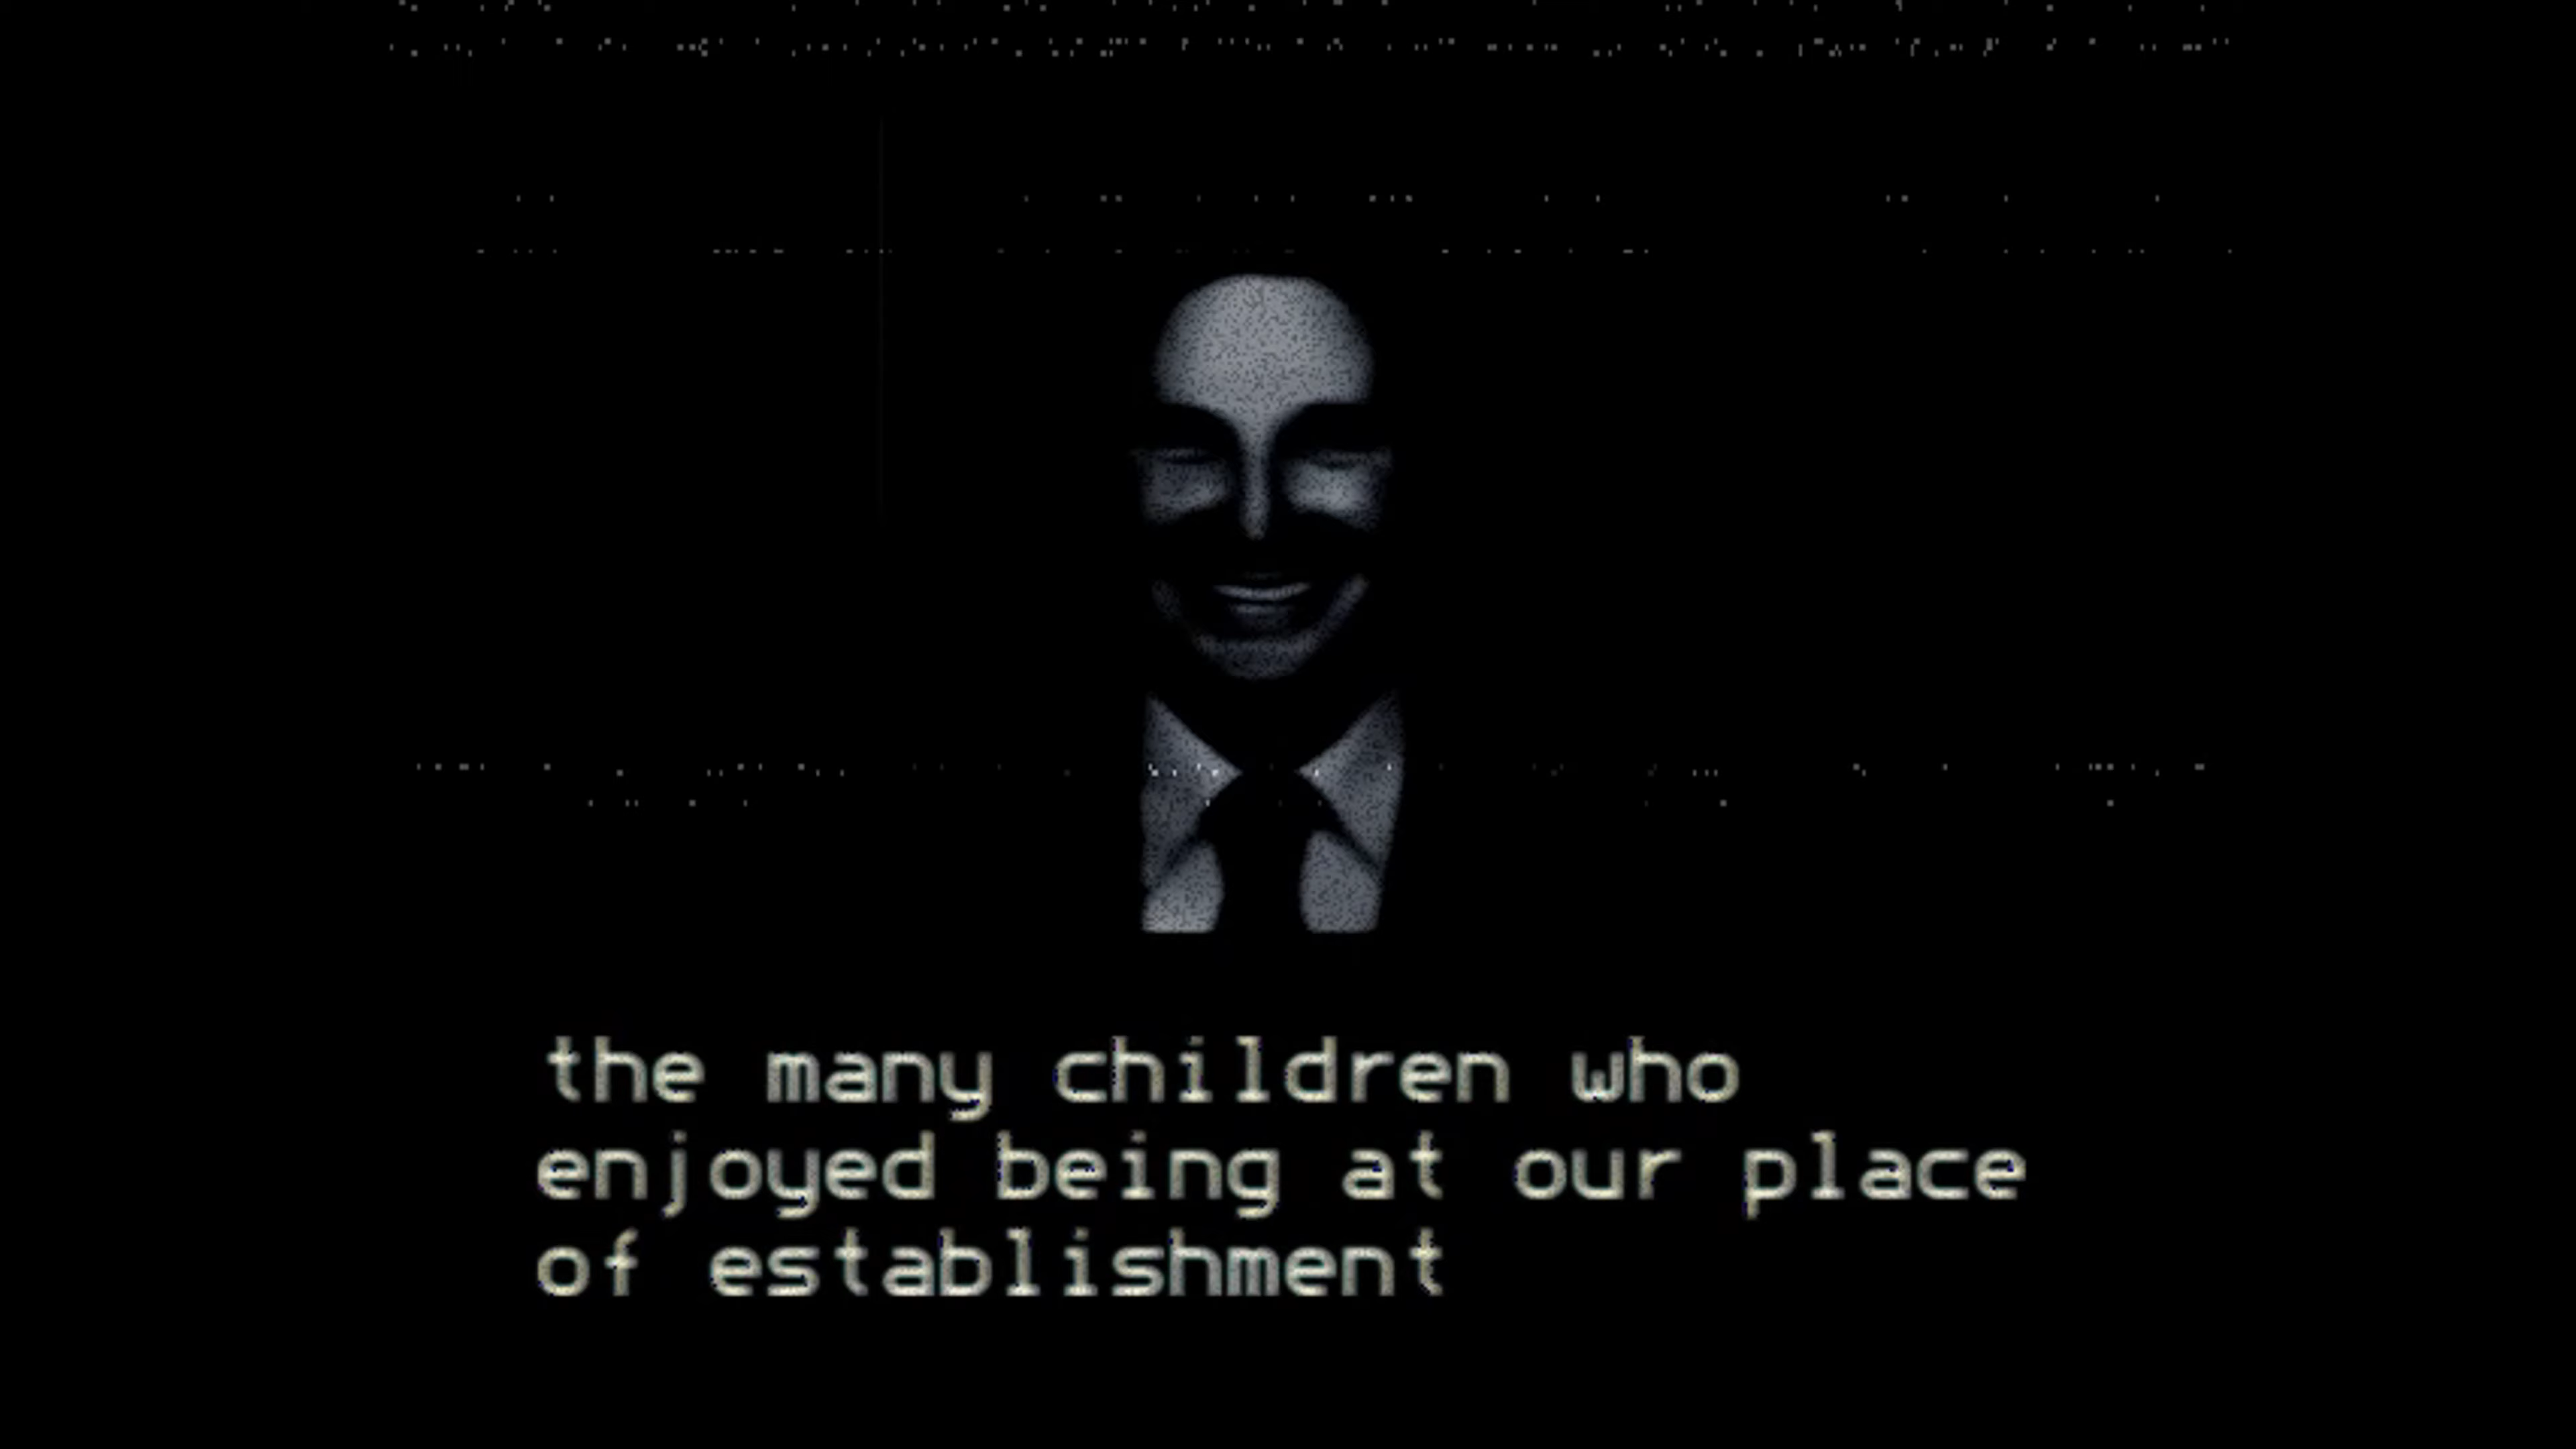 the many children who
enjoyed being at our place
of establishment